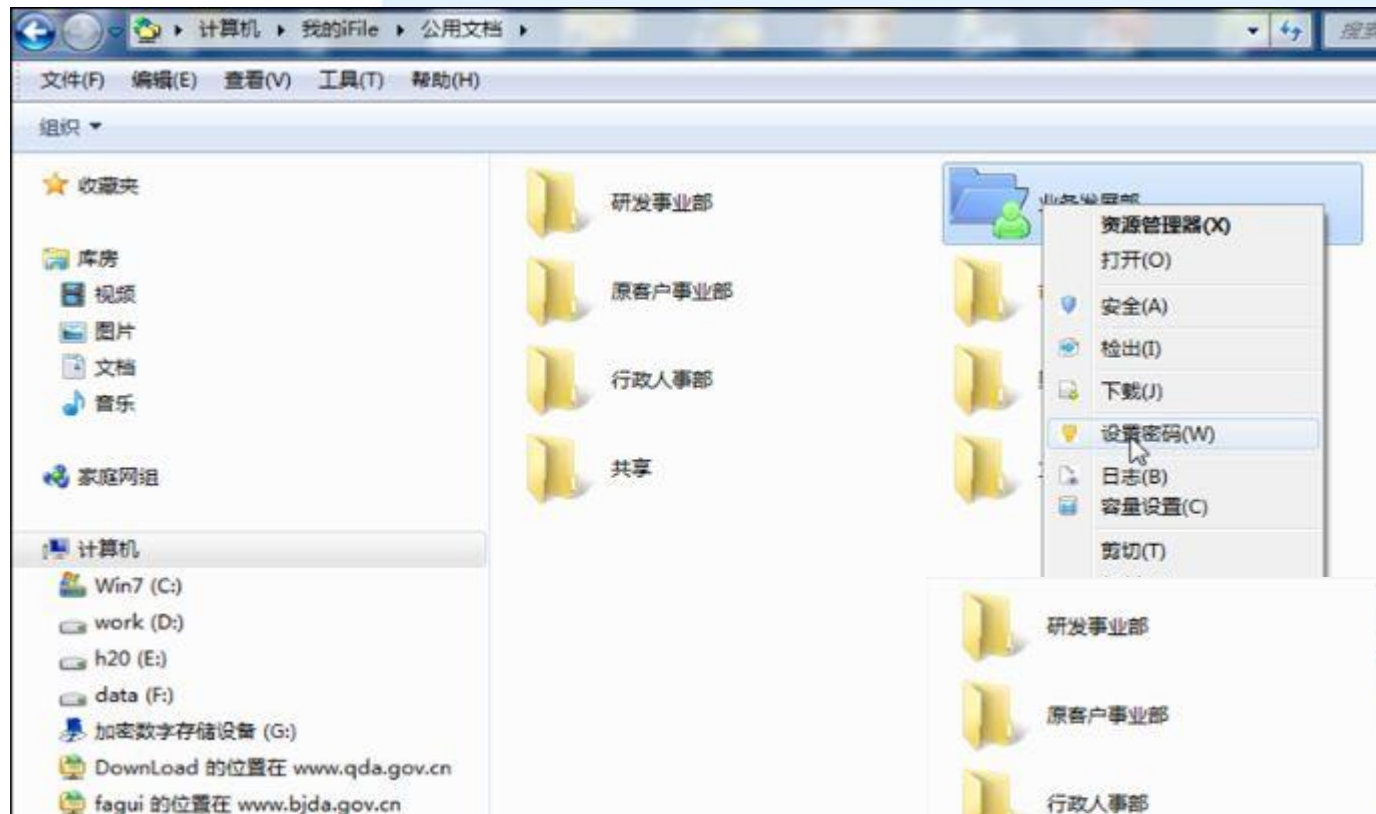 计算机 ▸ 我的iFile ▸ 公用文档 ▸
文件(F) 编辑(E) 查看(V) 工具(T) 帮助(H)
组织
收藏夹
库房
视频
图片
文档
音乐
家庭网组
计算机
Win7 (C:)
work (D:)
h20 (E:)
data (F:)
加密数字存储设备 (G:)
DownLoad 的位置在 www.qda.gov.cn
fagui 的位置在 www.bjda.gov.cn
研发事业部
原客户事业部
行政人事部
共享
业务发展部
资源管理器(X)
打开(O)
安全(A)
检出(I)
下载(J)
设置密码(W)
日志(B)
容量设置(C)
剪切(T)
研发事业部
原客户事业部
行政人事部